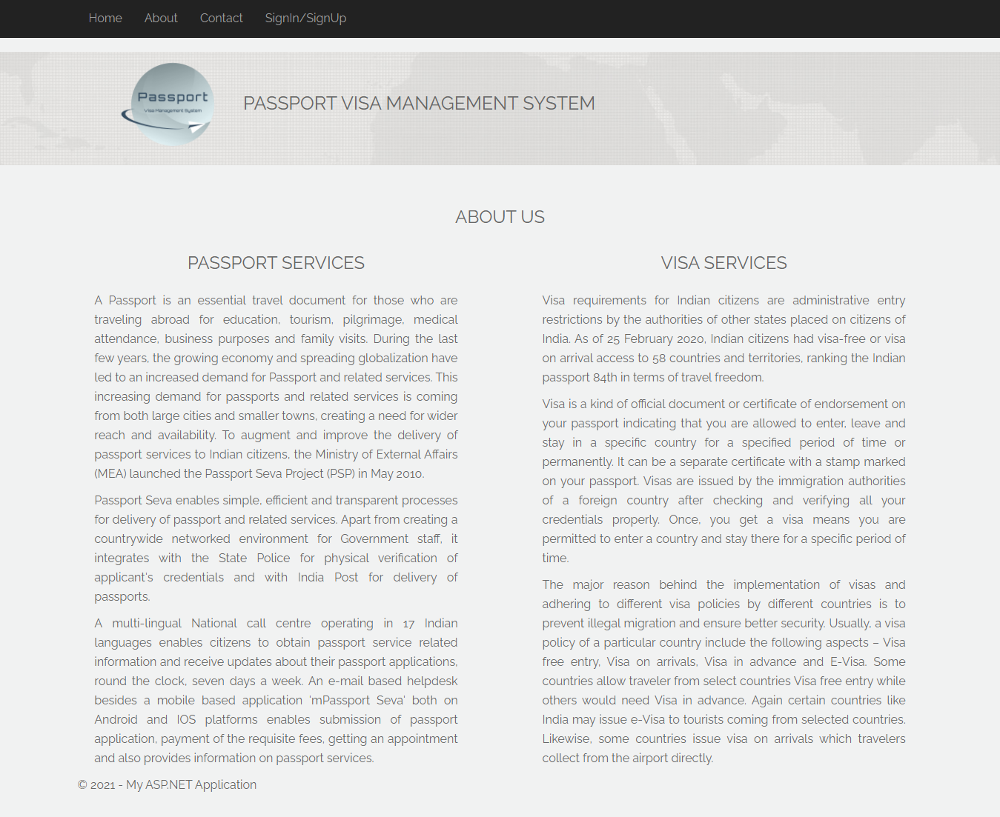 Home About Contact SignIn/SignUp
Passport
Visa Management System
PASSPORT VISA MANAGEMENT SYSTEM
ABOUT US
PASSPORT SERVICES
A Passport is an essential travel document for those who are
traveling abroad for education, tourism, pilgrimage, medical
attendance, business purposes and family visits. During the last
few years, the growing economy and spreading globalization have
led to an increased demand for Passport and related services. This
increasing demand for passports and related services is coming
from both large cities and smaller towns, creating a need for wider
reach and availability. To augment and improve the delivery of
passport services to Indian citizens, the Ministry of External Affairs
(MEA) launched the Passport Seva Project (PSP) in May 2010.
Passport Seva enables simple, efficient and transparent processes
for delivery of passport and related services. Apart from creating a
countrywide networked environment for Government staff, it
integrates with the State Police for physical verification of
applicant's credentials and with India Post for delivery of
passports.
A multi-lingual National call centre operating in 17 Indian
languages enables citizens to obtain passport service related
information and receive updates about their passport applications,
round the clock, seven days a week. An e-mail based helpdesk
besides a mobile based application 'mPassport Seva' both on
Android and IOS platforms enables submission of passport
application, payment of the requisite fees, getting an appointment
and also provides information on passport services.
VISA SERVICES
Visa requirements for Indian citizens are administrative entry
restrictions by the authorities of other states placed on citizens of
India. As of 25 February 2020, Indian citizens had visa-free or visa
on arrival access to 58 countries and territories, ranking the Indian
passport 84th in terms of travel freedom.
Visa is a kind of official document or certificate of endorsement on
your passport indicating that you are allowed to enter, leave and
stay in a specific country for a specified period of time or
permanently. It can be a separate certificate with a stamp marked
on your passport. Visas are issued by the immigration authorities
of a foreign country after checking and verifying all your
credentials properly. Once, you get a visa means you are
permitted to enter a country and stay there for a specific period of
time.
The major reason behind the implementation of visas and
adhering to different visa policies by different countries is to
prevent illegal migration and ensure better security. Usually, a visa
policy of a particular country include the following aspects – Visa
free entry, Visa on arrivals, Visa in advance and E-Visa. Some
countries allow traveler from select countries Visa free entry while
others would need Visa in advance. Again certain countries like
India may issue e-Visa to tourists coming from selected countries.
Likewise, some countries issue visa on arrivals which travelers
collect from the airport directly.
© 2021 - My ASP.NET Application